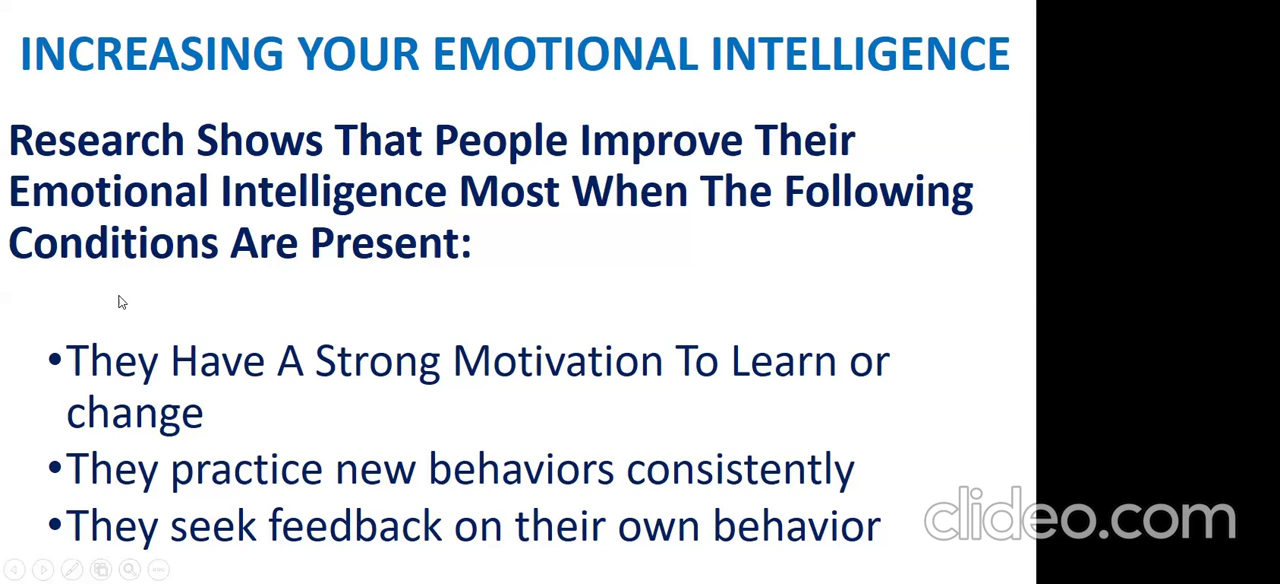 INCREASING YOUR EMOTIONAL INTELLIGENCE
Research Shows That People Improve Their
Emotional Intelligence Most When The Following
Conditions Are Present:
•They Have A Strong Motivation To Learn or
change
•They practice new behaviors consistently
•They seek feedback on their own behavior
clideo.com